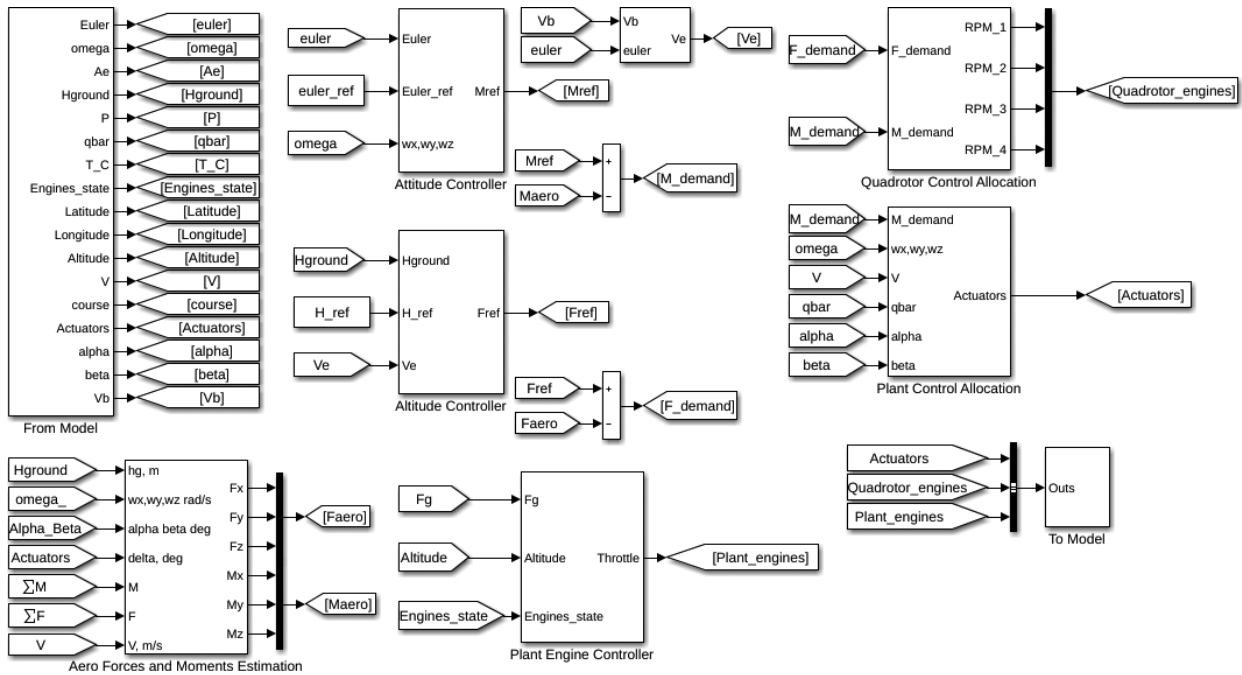 Euler
[euler]
omega
[omega]
Ae
[Ae]
Hground
[Hground]
P
[P]
qbar
[qbar]
T_C
[T_C]
Engines_state
[Engines_state]
Latitude
[Latitude]
Longitude
[Longitude]
Altitude
[Altitude]
V
[V]
course
[course]
Actuators
[Actuators]
alpha
[alpha]
beta
[beta]
Vb
[Vb]
From Model
euler
Euler
euler_ref
Euler_ref
Mref
[Mref]
omega
wx,wy,wz
Attitude Controller
Vb
Vb
euler
euler
Ve
[Ve]
Mref
+
Maero
−
[M_demand]
Hground
Hground
H_ref
H_ref
Fref
[Fref]
Ve
Ve
Altitude Controller
Fref
+
Faero
−
[F_demand]
F_demand
F_demand
M_demand
M_demand
RPM_1
RPM_2
RPM_3
RPM_4
[Quadrotor_engines]
Quadrotor Control Allocation
M_demand
M_demand
omega
wx,wy,wz
V
V
qbar
qbar
alpha
alpha
beta
beta
Actuators
[Actuators]
Plant Control Allocation
Hground
hg, m
omega_
wx,wy,wz rad/s
Alpha_Beta
alpha beta deg
Actuators
delta, deg
∑M
M
∑F
F
V
V, m/s
Fx
Fy
Fz
Mx
My
Mz
[Faero]
[Maero]
Aero Forces and Moments Estimation
Fg
Fg
Altitude
Altitude
Engines_state
Engines_state
Throttle
[Plant_engines]
Plant Engine Controller
Actuators
Quadrotor_engines
Plant_engines
Outs
To Model